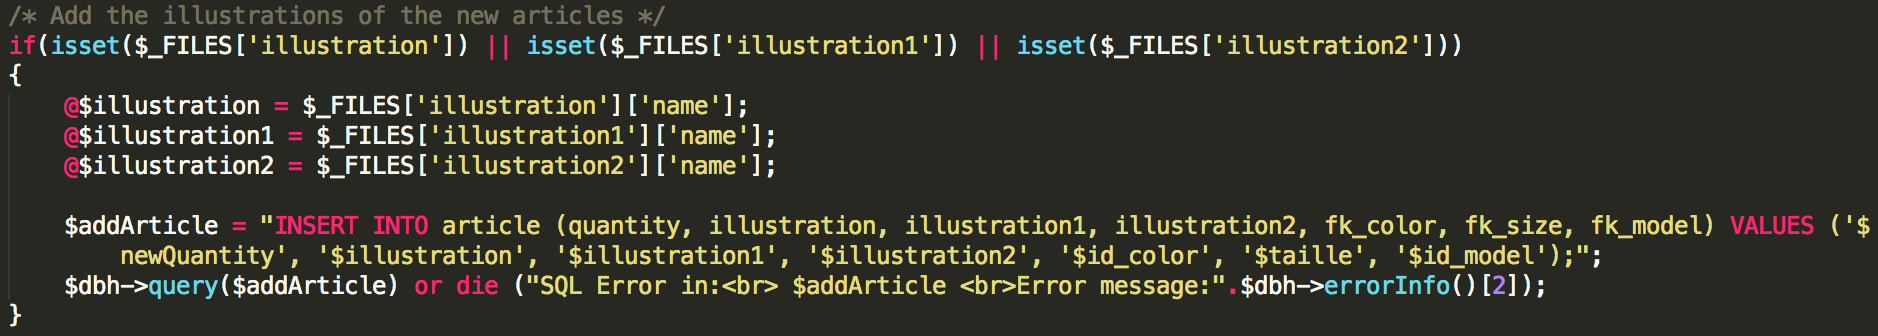 /* Add the illustrations of the new articles */
if(isset($_FILES['illustration']) || isset($_FILES['illustration1']) || isset($_FILES['illustration2']))
{
    @$illustration = $_FILES['illustration']['name'];
    @$illustration1 = $_FILES['illustration1']['name'];
    @$illustration2 = $_FILES['illustration2']['name'];

    $addArticle = "INSERT INTO article (quantity, illustration, illustration1, illustration2, fk_color, fk_size, fk_model) VALUES ('$
        newQuantity', '$illustration', '$illustration1', '$illustration2', '$id_color', '$taille', '$id_model');";
    $dbh->query($addArticle) or die ("SQL Error in:<br> $addArticle <br>Error message:".$dbh->errorInfo()[2]);
}